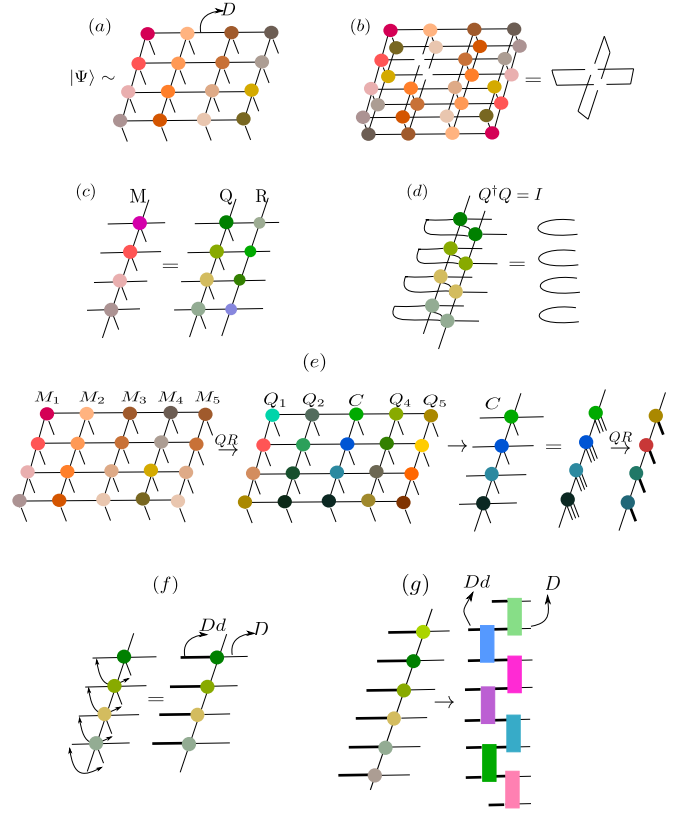 (a) D (b)
|Ψ⟩ ∼ =
(c) M Q R (d) Q†Q = I
= =
(e)
M1 M2 M3 M4 M5 Q1 Q2 C Q4 Q5 C
QR → → = QR →
(f) (g)
Dd D Dd D
= →